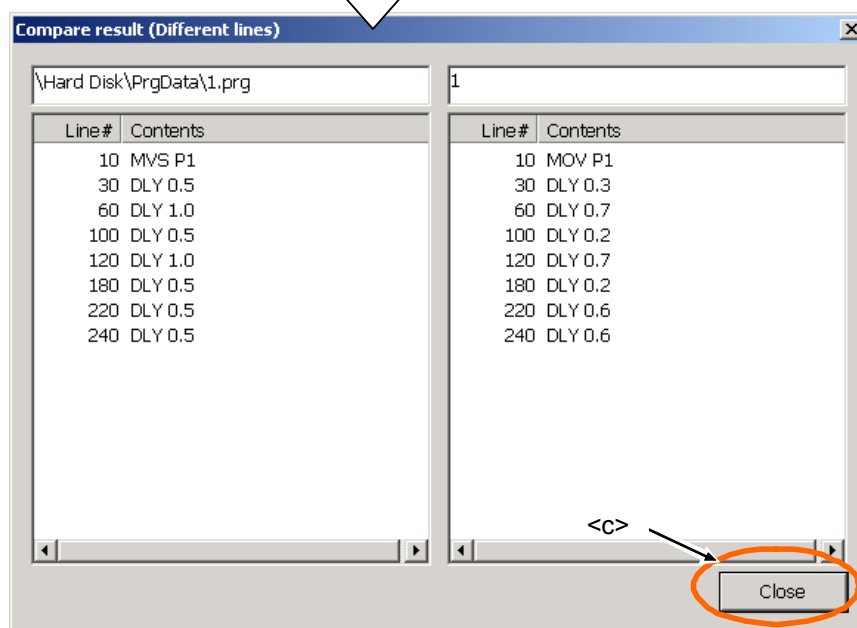 Compare result (Different lines)
\Hard Disk\PrgData\1.prg
Line# Contents
10 MVS P1
30 DLY 0.5
60 DLY 1.0
100 DLY 0.5
120 DLY 1.0
180 DLY 0.5
220 DLY 0.5
240 DLY 0.5
1
Line# Contents
10 MOV P1
30 DLY 0.3
60 DLY 0.7
100 DLY 0.2
120 DLY 0.7
180 DLY 0.2
220 DLY 0.6
240 DLY 0.6
<c>
Close